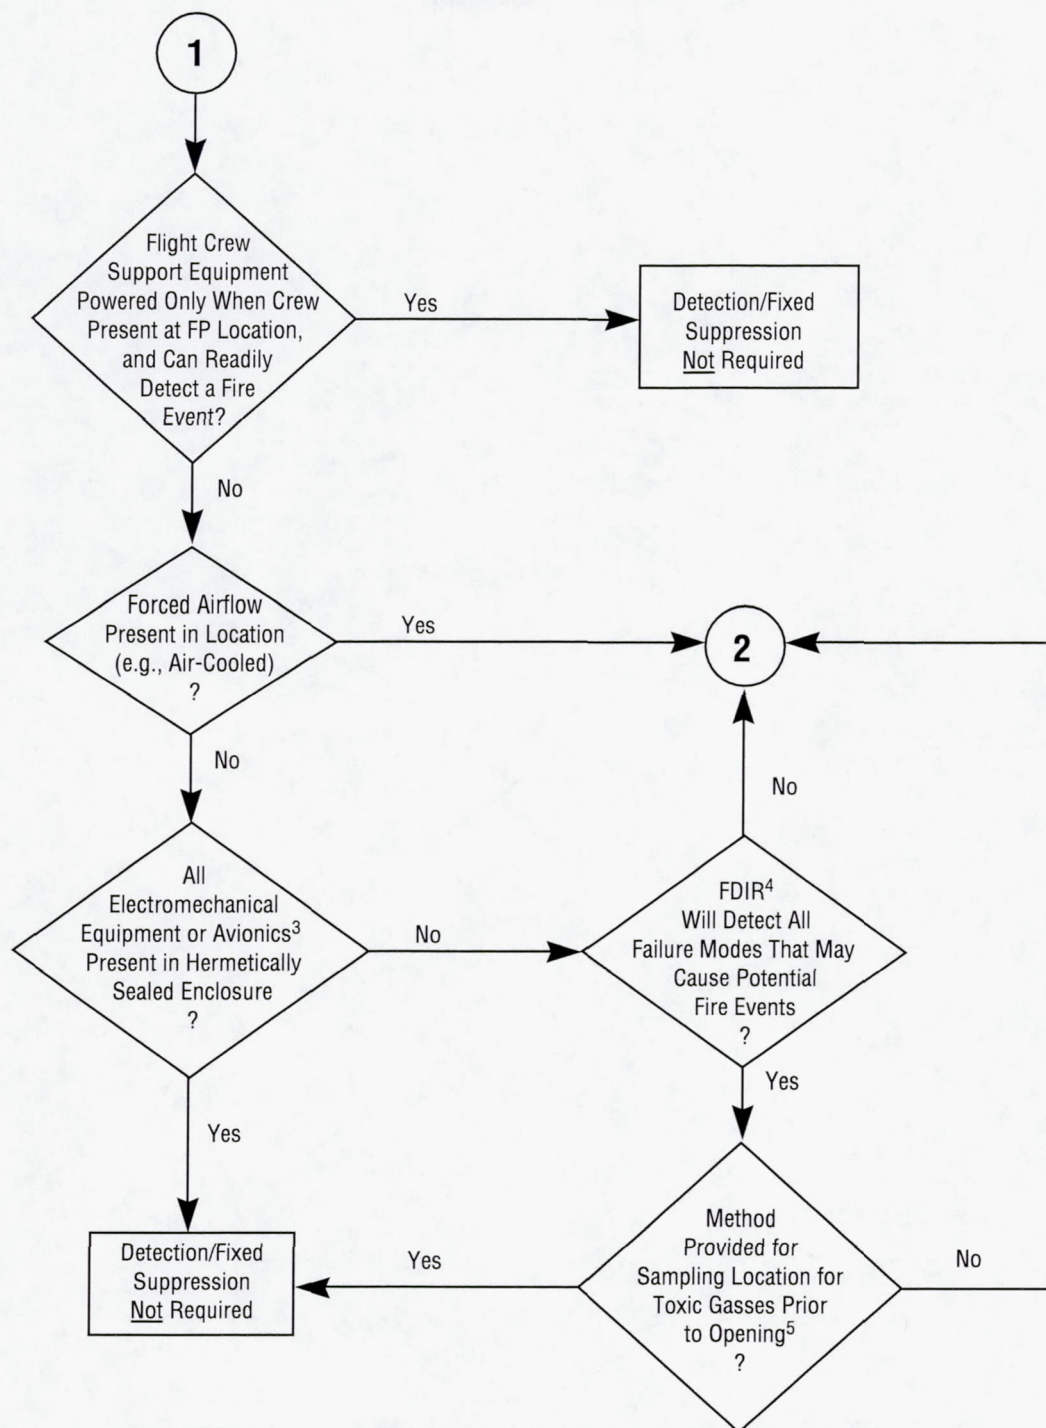 1
Flight Crew
Support Equipment
Powered Only When Crew
Present at FP Location,
and Can Readily
Detect a Fire
Event?
Yes
Detection/Fixed
Suppression
Not Required
No
Forced Airflow
Present in Location
(e.g., Air-Cooled)
?
Yes
2
No
No
All
Electromechanical
Equipment or Avionics3
Present in Hermetically
Sealed Enclosure
?
No
FDIR4
Will Detect All
Failure Modes That May
Cause Potential
Fire Events
?
Yes
Yes
Detection/Fixed
Suppression
Not Required
Yes
Method
Provided for
Sampling Location for
Toxic Gasses Prior
to Opening5
?
No